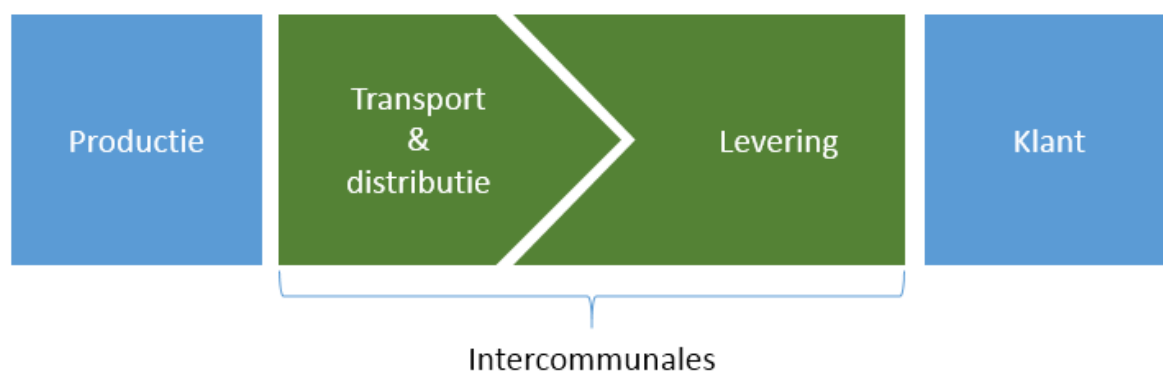 Productie
Transport
&
distributie
Levering
Klant
Intercommunales